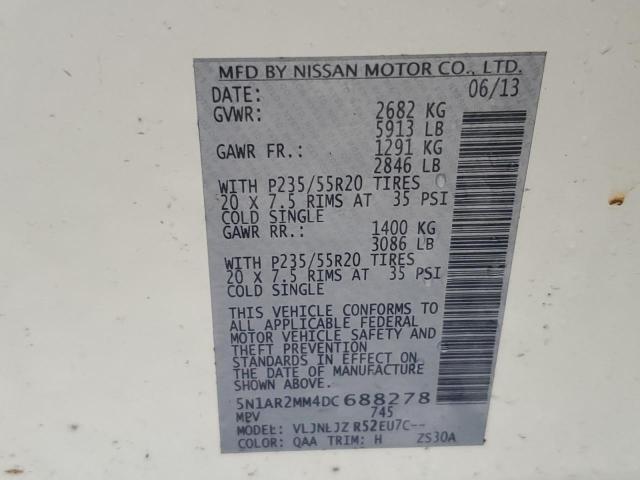 MFD BY NISSAN MOTOR CO., LTD.
DATE: 06/13
GVWR: 2682 KG
5913 LB
GAWR FR.: 1291 KG
2846 LB
WITH P235/55R20 TIRES
20 X 7.5 RIMS AT 35 PSI
COLD SINGLE
GAWR RR.: 1400 KG
3086 LB
WITH P235/55R20 TIRES
20 X 7.5 RIMS AT 35 PSI
COLD SINGLE
THIS VEHICLE CONFORMS TO
ALL APPLICABLE FEDERAL
MOTOR VEHICLE SAFETY AND
THEFT PREVENTION
STANDARDS IN EFFECT ON
THE DATE OF MANUFACTURE
SHOWN ABOVE.
5N1AR2MM4DC688278
MPV 745
MODEL: VLJNLJZ R52EU7C--
COLOR: QAA TRIM: H ZS30A